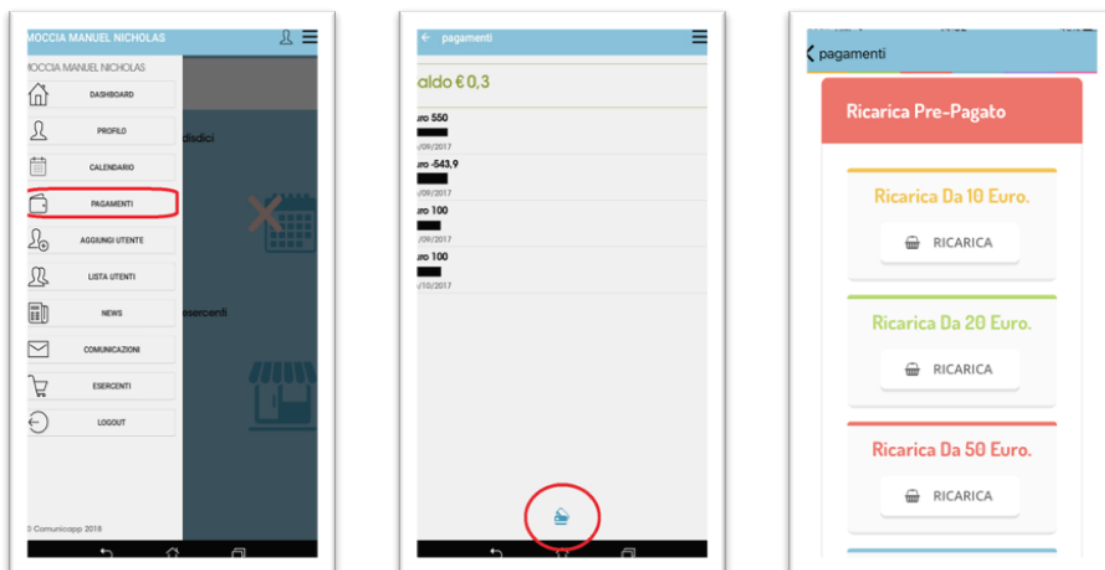 MOCCIA MANUEL NICHOLAS
MOCCIA MANUEL NICHOLAS
DASHBOARD
PROFILO
CALENDARIO
PAGAMENTI
AGGIUNGI UTENTE
LISTA UTENTI
NEWS
COMUNICAZIONI
ESERCENTI
LOGOUT
disdici
esercenti
© Comunicapp 2018
pagamenti
aldo € 0,3
uro 550
/09/2017
uro -543,9
/09/2017
uro 100
/09/2017
uro 100
/10/2017
pagamenti
Ricarica Pre-Pagato
Ricarica Da 10 Euro.
RICARICA
Ricarica Da 20 Euro.
RICARICA
Ricarica Da 50 Euro.
RICARICA